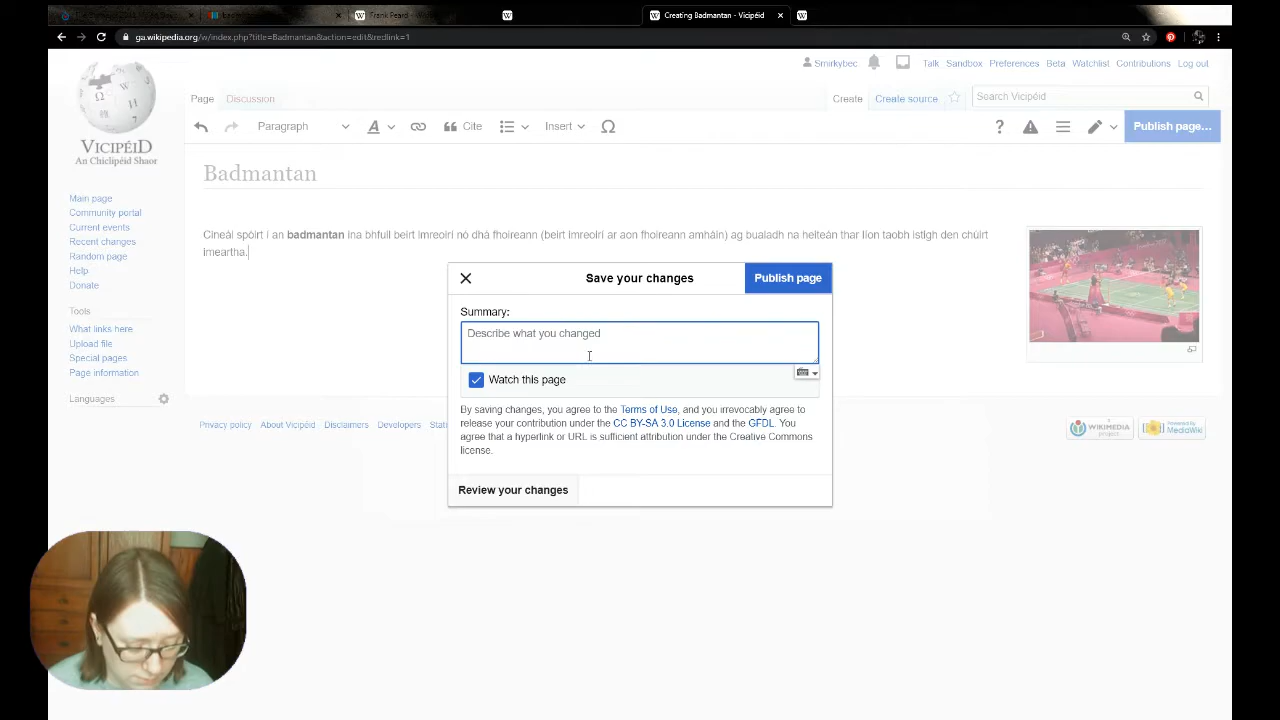 Frank Peard - W
Creating Badmantan - Vicipéid
ga.wikipedia.org/w/index.php?title=Badmantan&action=edit&redlink=1
Smirkybec Talk Sandbox Preferences Beta Watchlist Contributions Log out
Page Discussion Create Create source Search Vicipéid
Paragraph A Cite Insert Ω ? Publish page...
VICIPÉID
An Chiclipéid Shaor
Badmantan
Main page
Community portal
Current events
Recent changes
Random page
Help
Donate
Tools
What links here
Upload file
Special pages
Page information
Languages
Cineál spóirt í an badmantan ina bhfuil beirt imreoirí nó dhá fhoireann (beirt imreoirí ar aon fhoireann amháin) ag bualadh na heiteán thar líon taobh istigh den chúirt
imeartha.
Save your changes Publish page
Summary:
Describe what you changed
Watch this page
By saving changes, you agree to the Terms of Use, and you irrevocably agree to
release your contribution under the CC BY-SA 3.0 License and the GFDL. You
agree that a hyperlink or URL is sufficient attribution under the Creative Commons
license.
Review your changes
Privacy policy About Vicipéid Disclaimers Developers
WIKIMEDIA
project
Powered by
MediaWiki